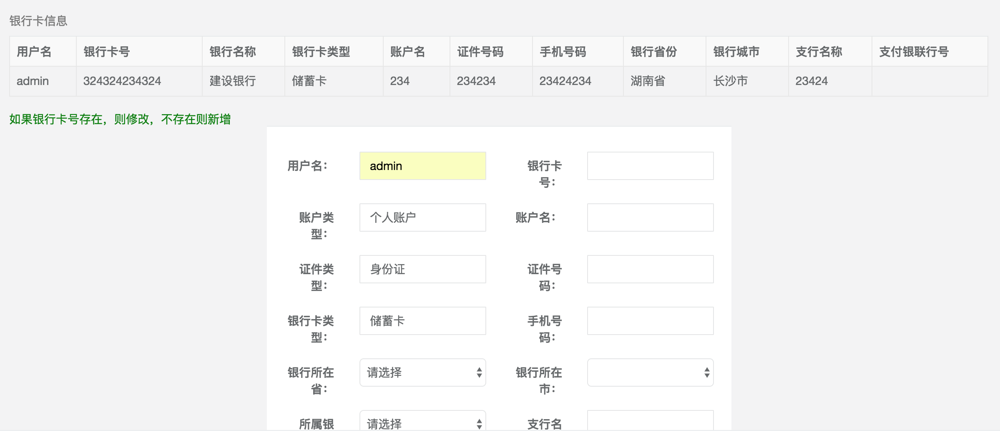 银行卡信息
用户名 银行卡号 银行名称 银行卡类型 账户名 证件号码 手机号码 银行省份 银行城市 支行名称 支付银联行号
admin 324324234324 建设银行 储蓄卡 234 234234 23424234 湖南省 长沙市 23424
如果银行卡号存在，则修改，不存在则新增
用户名： admin 银行卡
号：
账户类 个人账户 账户名：
型：
证件类 身份证 证件号
型： 码：
银行卡类 储蓄卡 手机号
型： 码：
银行所在 请选择 银行所在
省： 市：
所属银 请选择 支行名